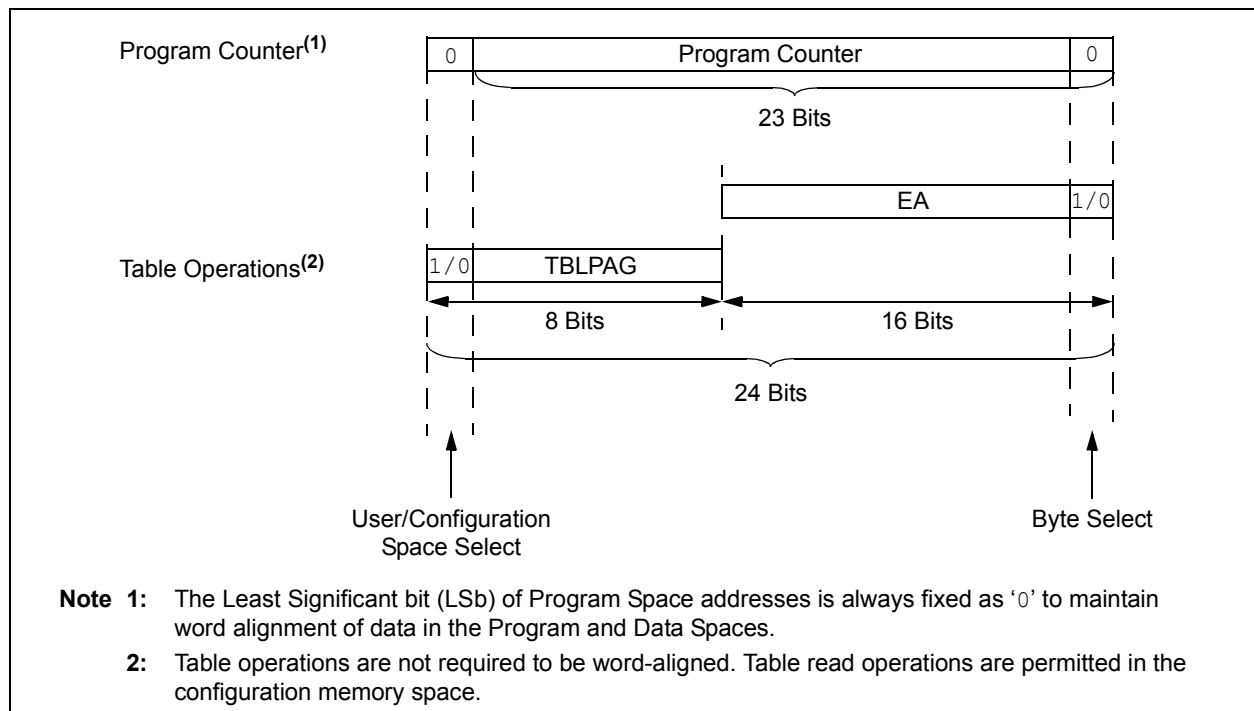 Program Counter(1)
0 Program Counter 0
23 Bits
EA 1/0
Table Operations(2)
1/0 TBLPAG
8 Bits 16 Bits
24 Bits
User/Configuration
Space Select
Byte Select
Note 1: The Least Significant bit (LSb) of Program Space addresses is always fixed as ‘0’ to maintain
word alignment of data in the Program and Data Spaces.
2: Table operations are not required to be word-aligned. Table read operations are permitted in the
configuration memory space.